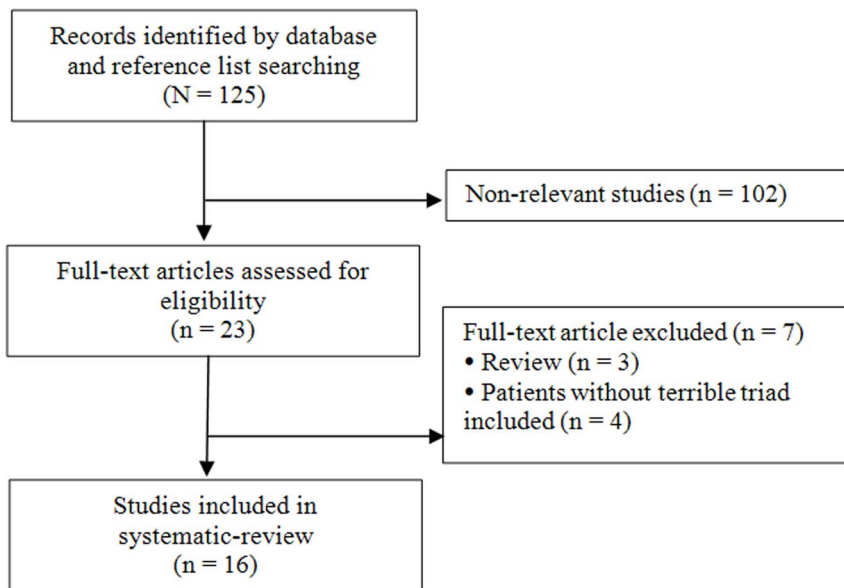 Records identified by database
and reference list searching
(N = 125)
Non-relevant studies (n = 102)
Full-text articles assessed for
eligibility
(n = 23)
Full-text article excluded (n = 7)
• Review (n = 3)
• Patients without terrible triad
included (n = 4)
Studies included in
systematic-review
(n = 16)